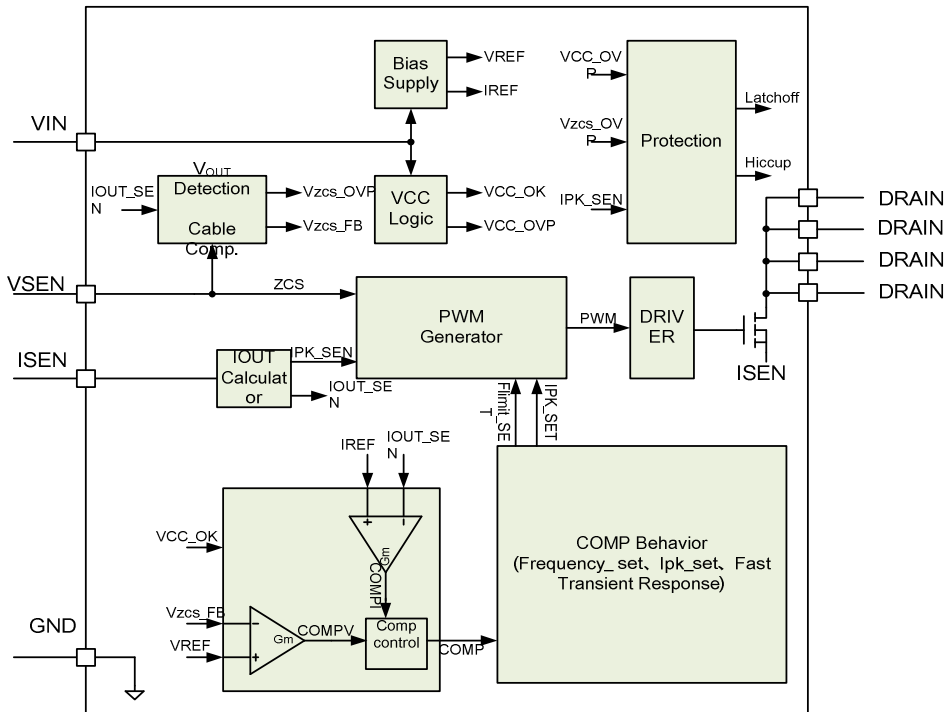 Bias
Supply
VREF
IREF
VCC_OV
P
Vzcs_OV
P
IPK_SEN
Protection
Latchoff
Hiccup
VIN
VOUT
Detection
Cable
Comp.
IOUT_SE
N
Vzcs_OVP
Vzcs_FB
VCC
Logic
VCC_OK
VCC_OVP
DRAIN
DRAIN
DRAIN
DRAIN
VSEN
ZCS
PWM
Generator
PWM
DRIV
ER
ISEN
ISEN
IOUT
Calculat
or
IPK_SEN
IOUT_SE
N
Flimit_SE
T
IPK_SET
IREF
IOUT_SE
N
VCC_OK
+
-
Gm
COMPI
Vzcs_FB
VREF
-
+
Gm
COMPV
Comp
control
COMP
COMP Behavior
(Frequency_ set、Ipk_set、Fast
Transient Response)
GND